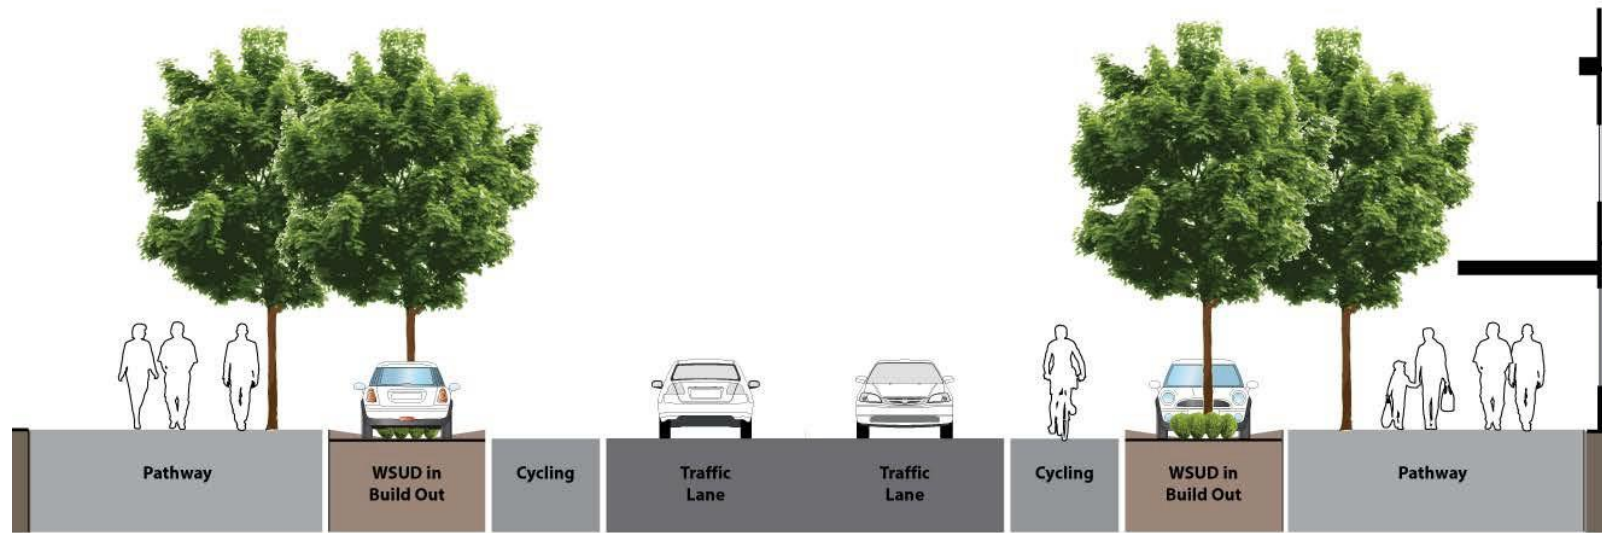 Pathway
WSUD in
Build Out
Cycling
Traffic
Lane
Traffic
Lane
Cycling
WSUD in
Build Out
Pathway